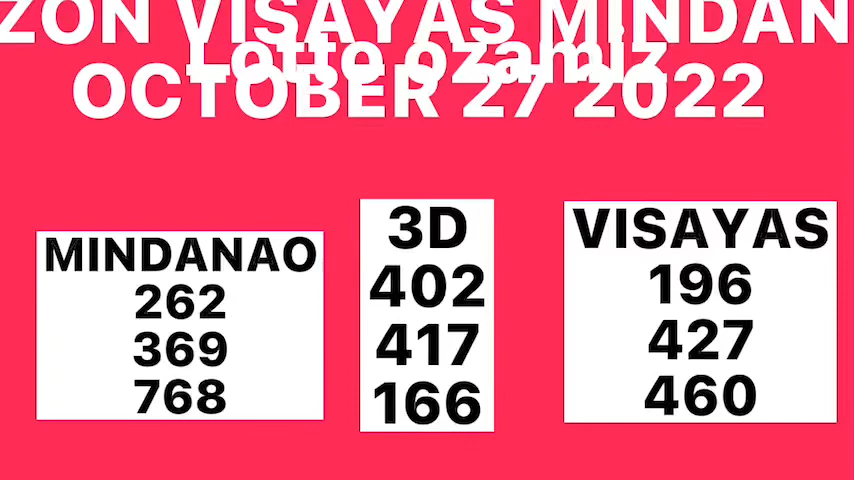 ZON VISAYAS MINDAN
Lotto ozamiz
OCTOBER 27 2022
MINDANAO
262
369
768
3D
402
417
166
VISAYAS
196
427
460